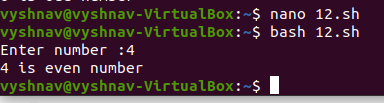 vyshnav@vyshnav-VirtualBox:~$ nano 12.sh
vyshnav@vyshnav-VirtualBox:~$ bash 12.sh
Enter number :4
4 is even number
vyshnav@vyshnav-VirtualBox:~$